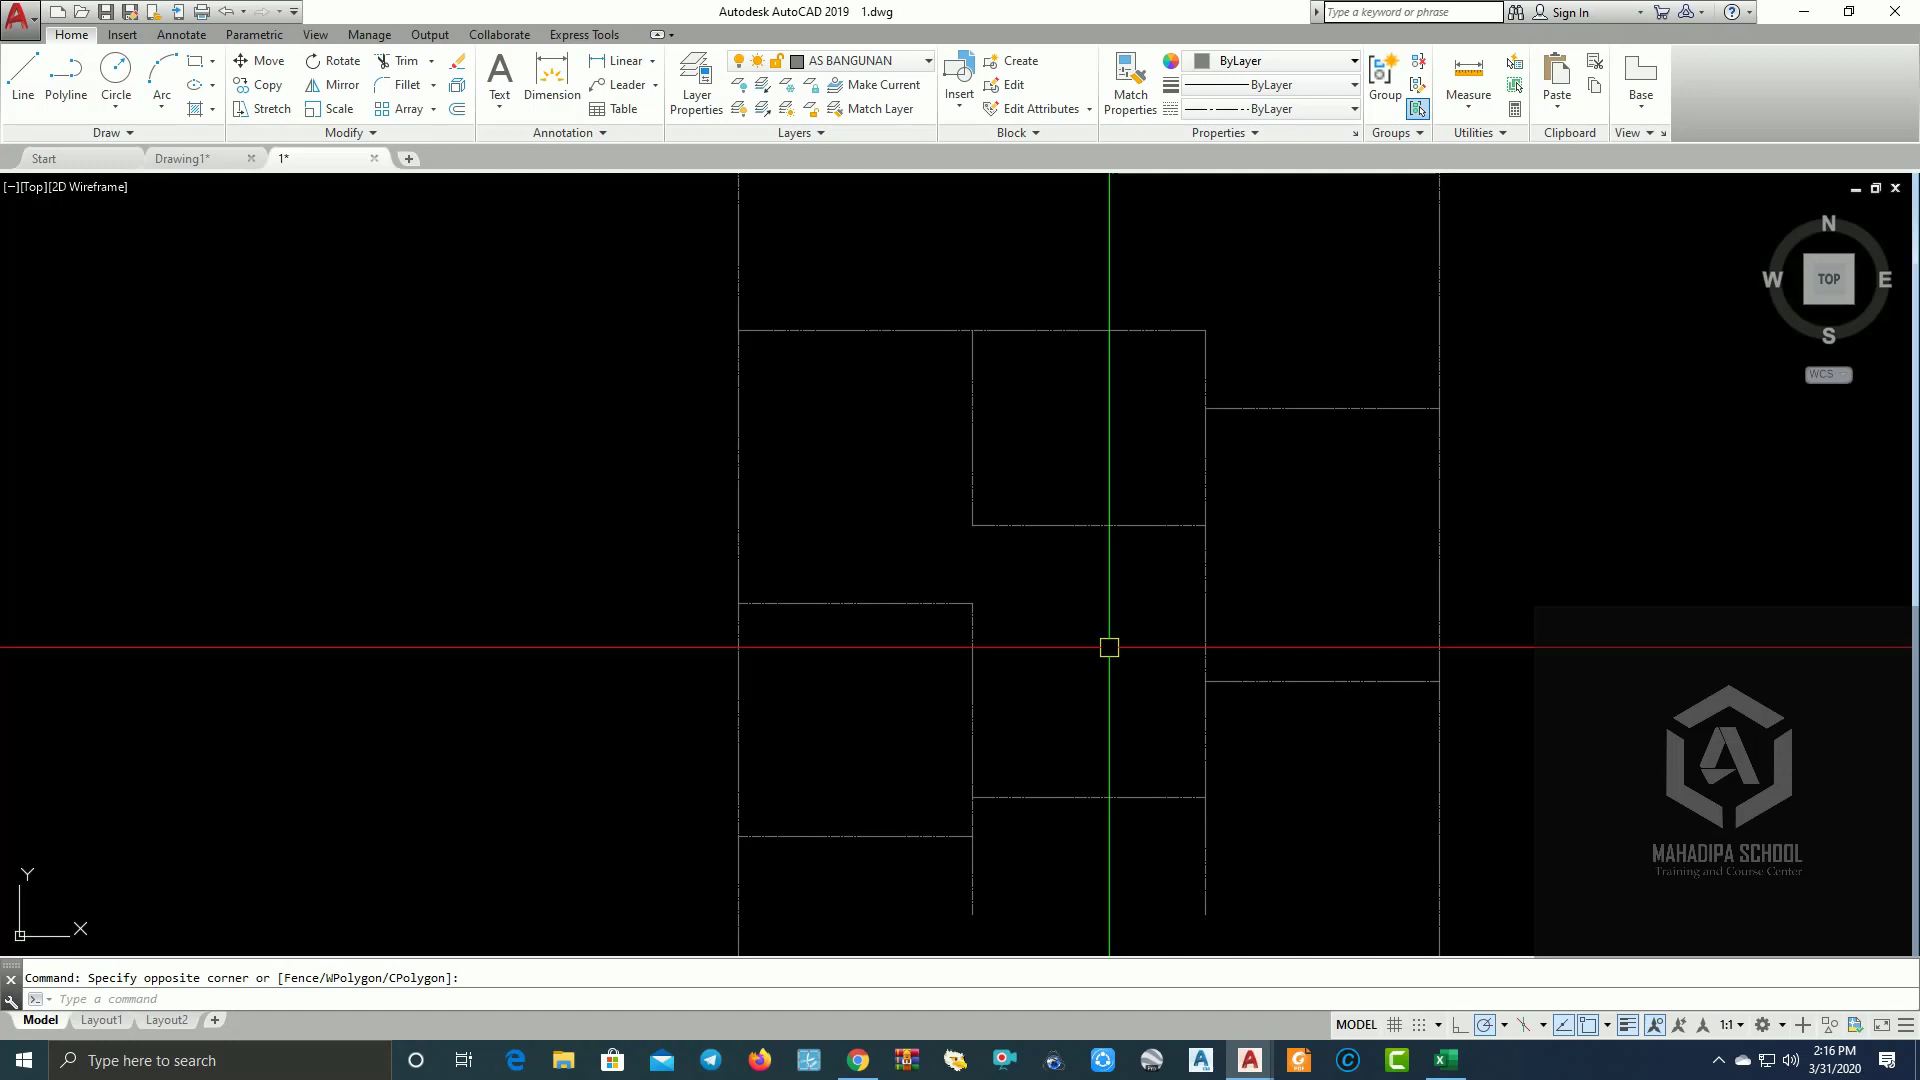 Autodesk AutoCAD 2019 1.dwg
Type a keyword or phrase
Sign In
Home Insert Annotate Parametric View Manage Output Collaborate Express Tools
Line Polyline Circle Arc
Draw
Move Rotate Trim
Copy Mirror Fillet
Stretch Scale Array
Modify
Text Dimension
Linear
Leader
Table
Annotation
Layer Properties
AS BANGUNAN
Make Current
Match Layer
Layers
Insert
Create
Edit
Edit Attributes
Block
Match Properties
ByLayer
ByLayer
ByLayer
Properties
Group
Groups
Measure
Utilities
Paste
Clipboard
Base
View
Start Drawing1* 1*
[−][Top][2D Wireframe]
N
W TOP E
S
WCS
MAHADIPA SCHOOL
Training and Course Center
Y
X
Command: Specify opposite corner or [Fence/WPolygon/CPolygon]:
Type a command
Model Layout1 Layout2
MODEL 1:1
Type here to search
2:16 PM
3/31/2020